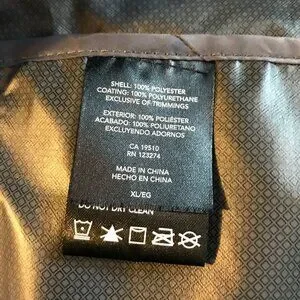 SHELL: 100% POLYESTER
COATING: 100% POLYURETHANE
EXCLUSIVE OF TRIMMINGS
EXTERIOR: 100% POLIÉSTER
ACABADO: 100% POLIURETANO
EXCLUYENDO ADORNOS
CA 19510
RN 123274
MADE IN CHINA
HECHO EN CHINA
XL/EG
DO NOT DRY CLEAN